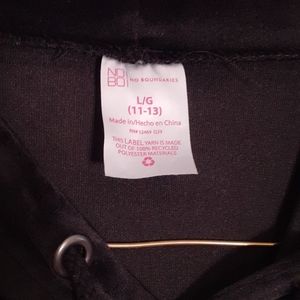 NO
BO
NO BOUNDARIES
L/G
(11-13)
Made in/Hecho en China
THIS LABEL YARN IS MADE
OUT OF 100% RECYCLED
POLYESTER MATERIALS